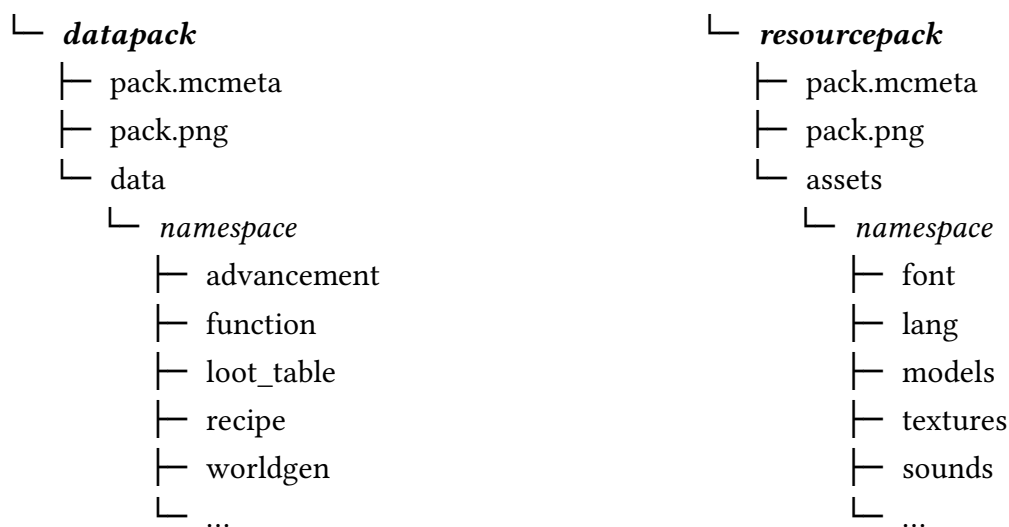 └─ datapack
├─ pack.mcmeta
├─ pack.png
└─ data
└─ namespace
├─ advancement
├─ function
├─ loot_table
├─ recipe
├─ worldgen
└─ ...
└─ resourcepack
├─ pack.mcmeta
├─ pack.png
└─ assets
└─ namespace
├─ font
├─ lang
├─ models
├─ textures
├─ sounds
└─ ...